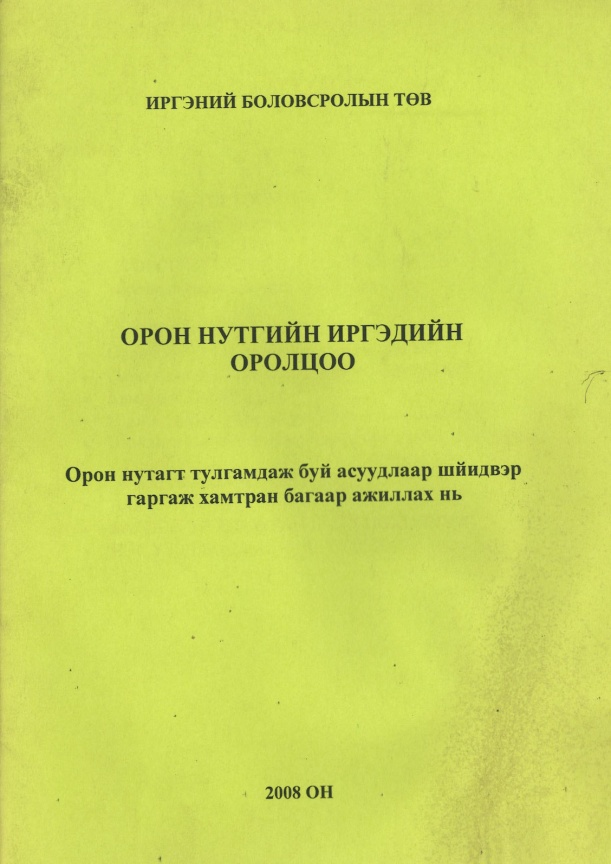 ИРГЭНИЙ БОЛОВСРОЛЫН ТӨВ
ОРОН НУТГИЙН ИРГЭДИЙН
ОРОЛЦОО
Орон нутагт тулгамдаж буй асуудлаар шйидвэр
гаргаж хамтран багаар ажиллах нь
2008 ОН